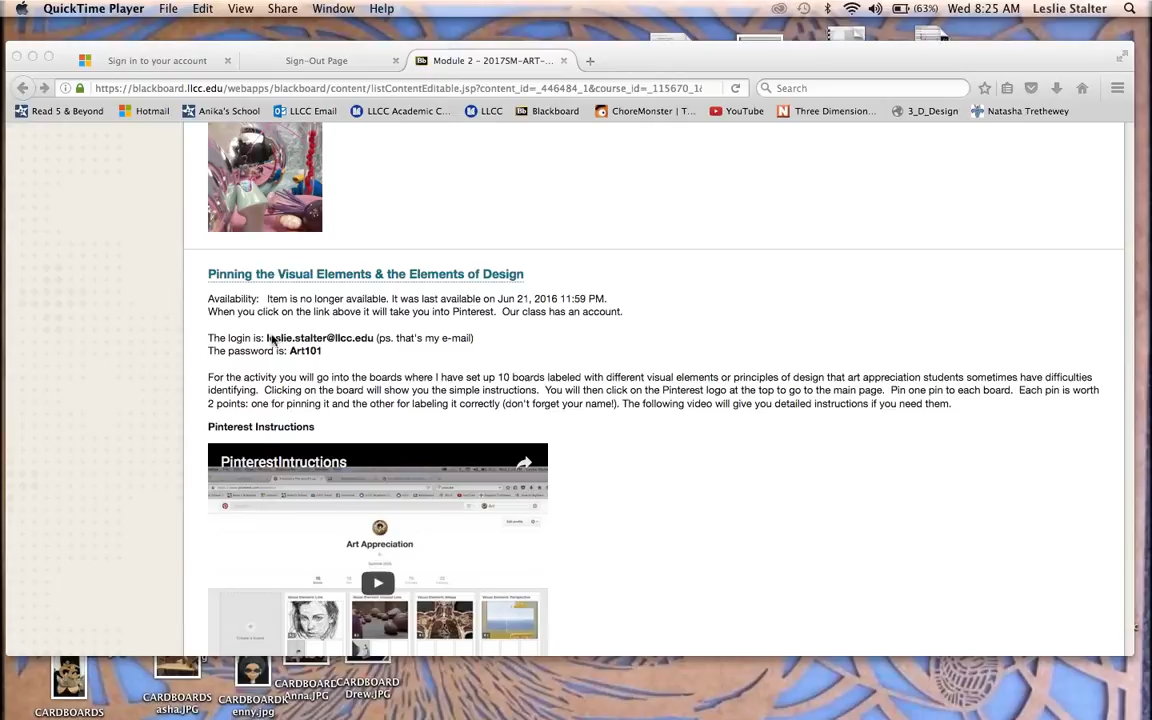 QuickTime Player File Edit View Share Window Help (63%) Wed 8:25 AM Leslie Stalter
Sign in to your account × Sign-Out Page × Bb Module 2 – 2017SM-ART-... × +
https://blackboard.llcc.edu/webapps/blackboard/content/listContentEditable.jsp?content_id=_446484_1&course_id=_115670_1& Search
Read 5 & Beyond Hotmail Anika's School LLCC Email LLCC Academic C... LLCC Bb Blackboard ChoreMonster | T... YouTube N Three Dimension... 3_D_Design Natasha Trethewey
Pinning the Visual Elements & the Elements of Design
Availability: Item is no longer available. It was last available on Jun 21, 2016 11:59 PM.
When you click on the link above it will take you into Pinterest. Our class has an account.
The login is: leslie.stalter@llcc.edu (ps. that's my e-mail)
The password is: Art101
For the activity you will go into the boards where I have set up 10 boards labeled with different visual elements or principles of design that art appreciation students sometimes have difficulties
identifying. Clicking on the board will show you the simple instructions. You will then click on the Pinterest logo at the top to go to the main page. Pin one pin to each board. Each pin is worth
2 points: one for pinning it and the other for labeling it correctly (don't forget your name!). The following video will give you detailed instructions if you need them.
Pinterest Instructions
PinterestIntructions
Art Appreciation
CARDBOARDS
CARDBOARDS
asha.JPG
CARDBOARDK
enny.jpg
CARDBOARDS
Anna.JPG
CARDBOARD
Drew.JPG